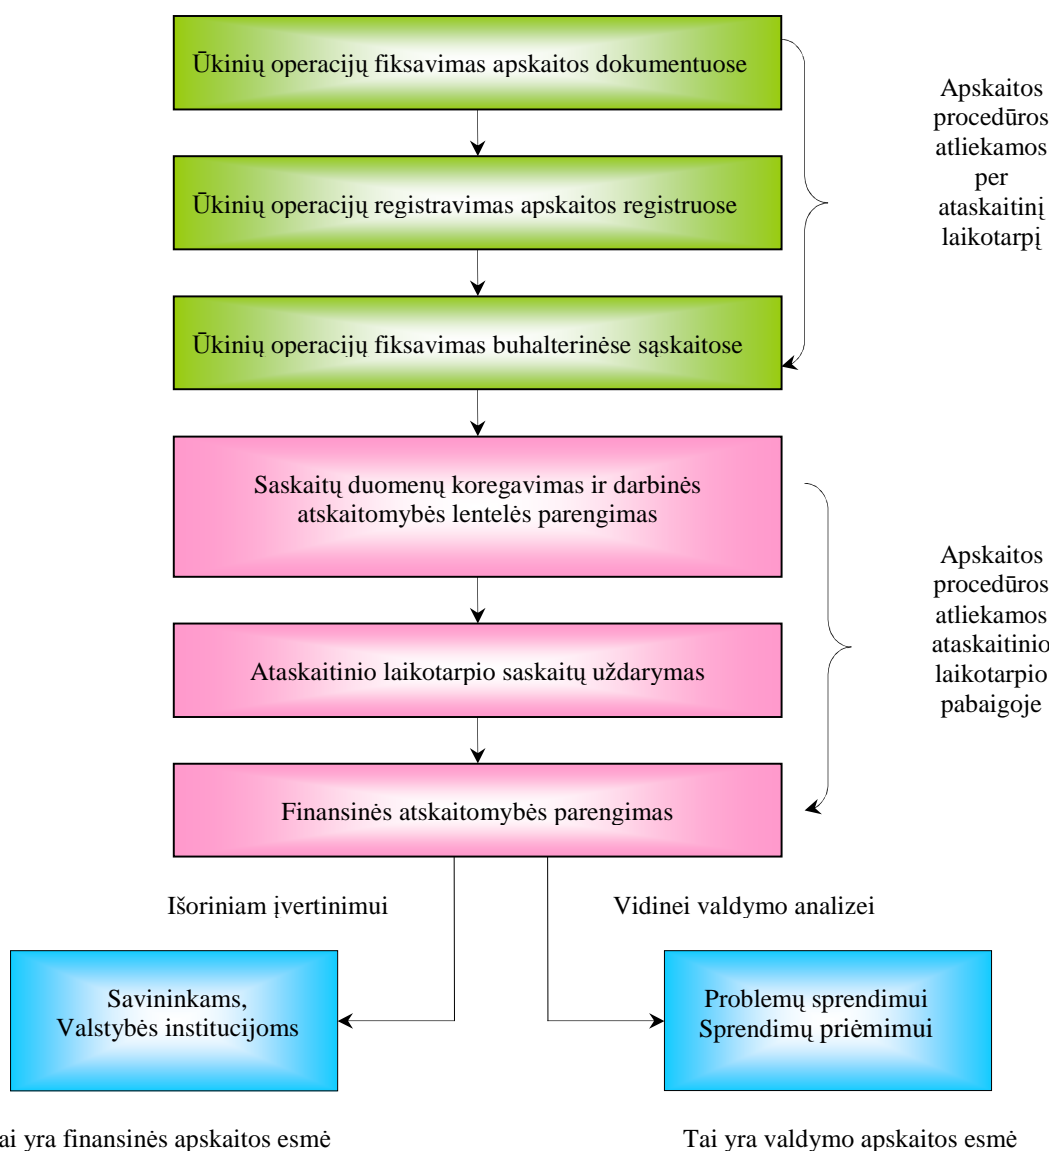 Ūkinių operacijų fiksavimas apskaitos dokumentuose
Apskaitos
procedūros
atliekamos
per
ataskaitinį
laikotarpį
Ūkinių operacijų registravimas apskaitos registruose
Ūkinių operacijų fiksavimas buhalterinėse sąskaitose
Saskaitų duomenų koregavimas ir darbinės
atskaitomybės lentelės parengimas
Apskaitos
procedūros
atliekamos
ataskaitinio
laikotarpio
pabaigoje
Ataskaitinio laikotarpio saskaitų uždarymas
Finansinės atskaitomybės parengimas
Išoriniam įvertinimui
Vidinei valdymo analizei
Savininkams,
Valstybės institucijoms
Problemų sprendimui
Sprendimų priėmimui
ai yra finansinės apskaitos esmė
Tai yra valdymo apskaitos esmė